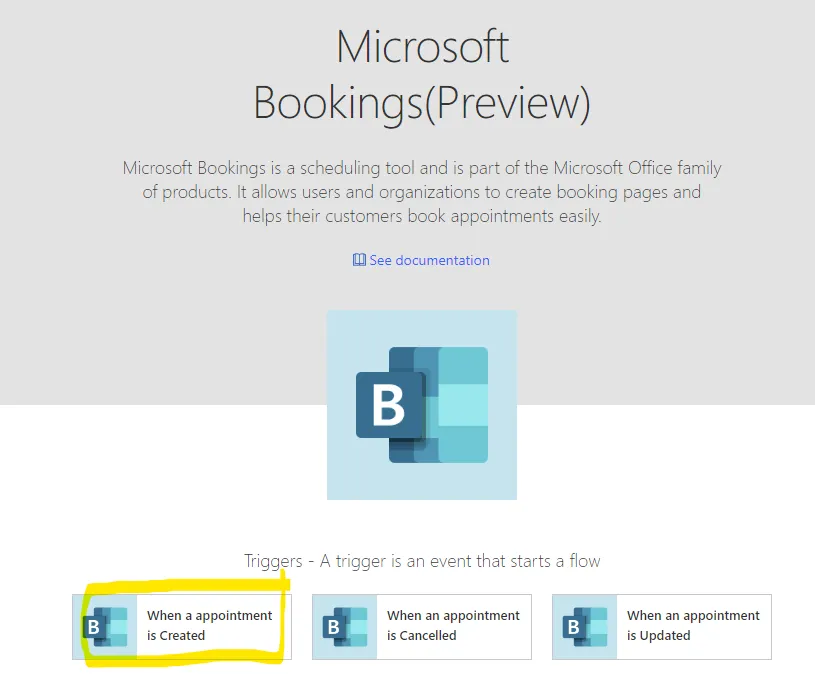 Microsoft
Bookings(Preview)
Microsoft Bookings is a scheduling tool and is part of the Microsoft Office family
of products. It allows users and organizations to create booking pages and
helps their customers book appointments easily.
See documentation
B
Triggers - A trigger is an event that starts a flow
B
When a appointment
is Created
B
When an appointment
is Cancelled
B
When an appointment
is Updated